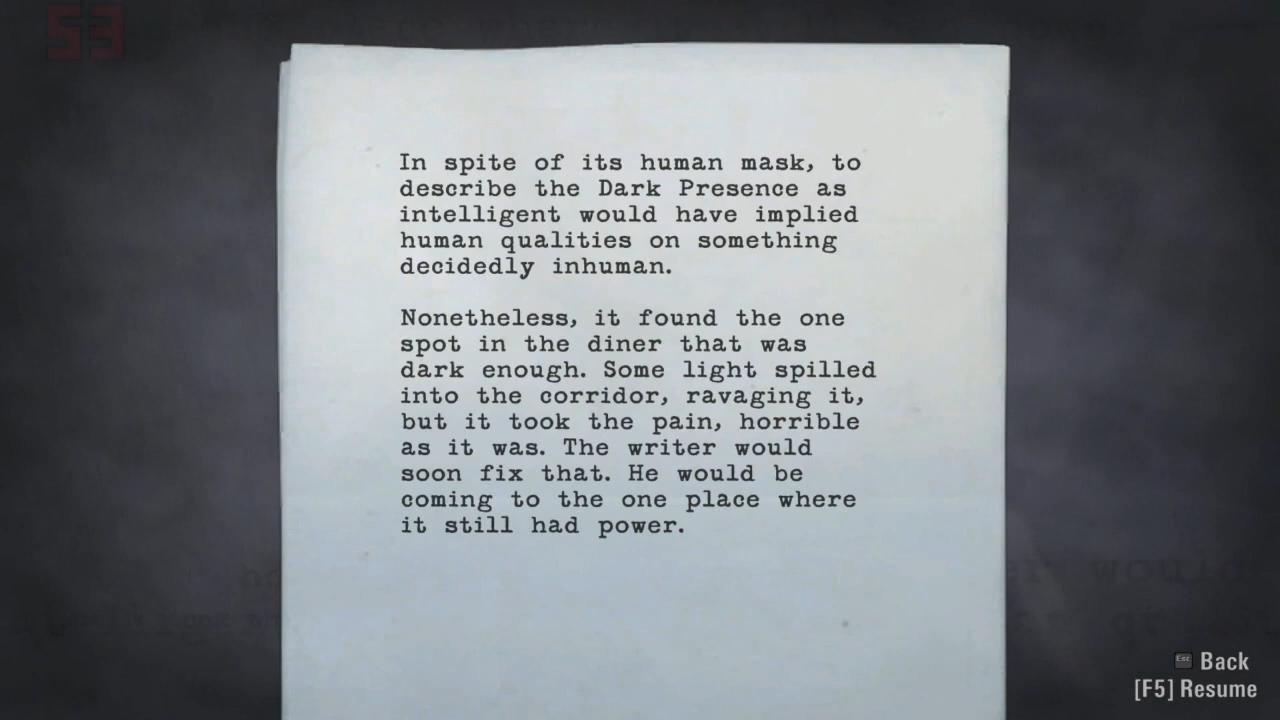 53
In spite of its human mask, to
describe the Dark Presence as
intelligent would have implied
human qualities on something
decidedly inhuman.
Nonetheless, it found the one
spot in the diner that was
dark enough. Some light spilled
into the corridor, ravaging it,
but it took the pain, horrible
as it was. The writer would
soon fix that. He would be
coming to the one place where
it still had power.
Esc Back
[F5] Resume